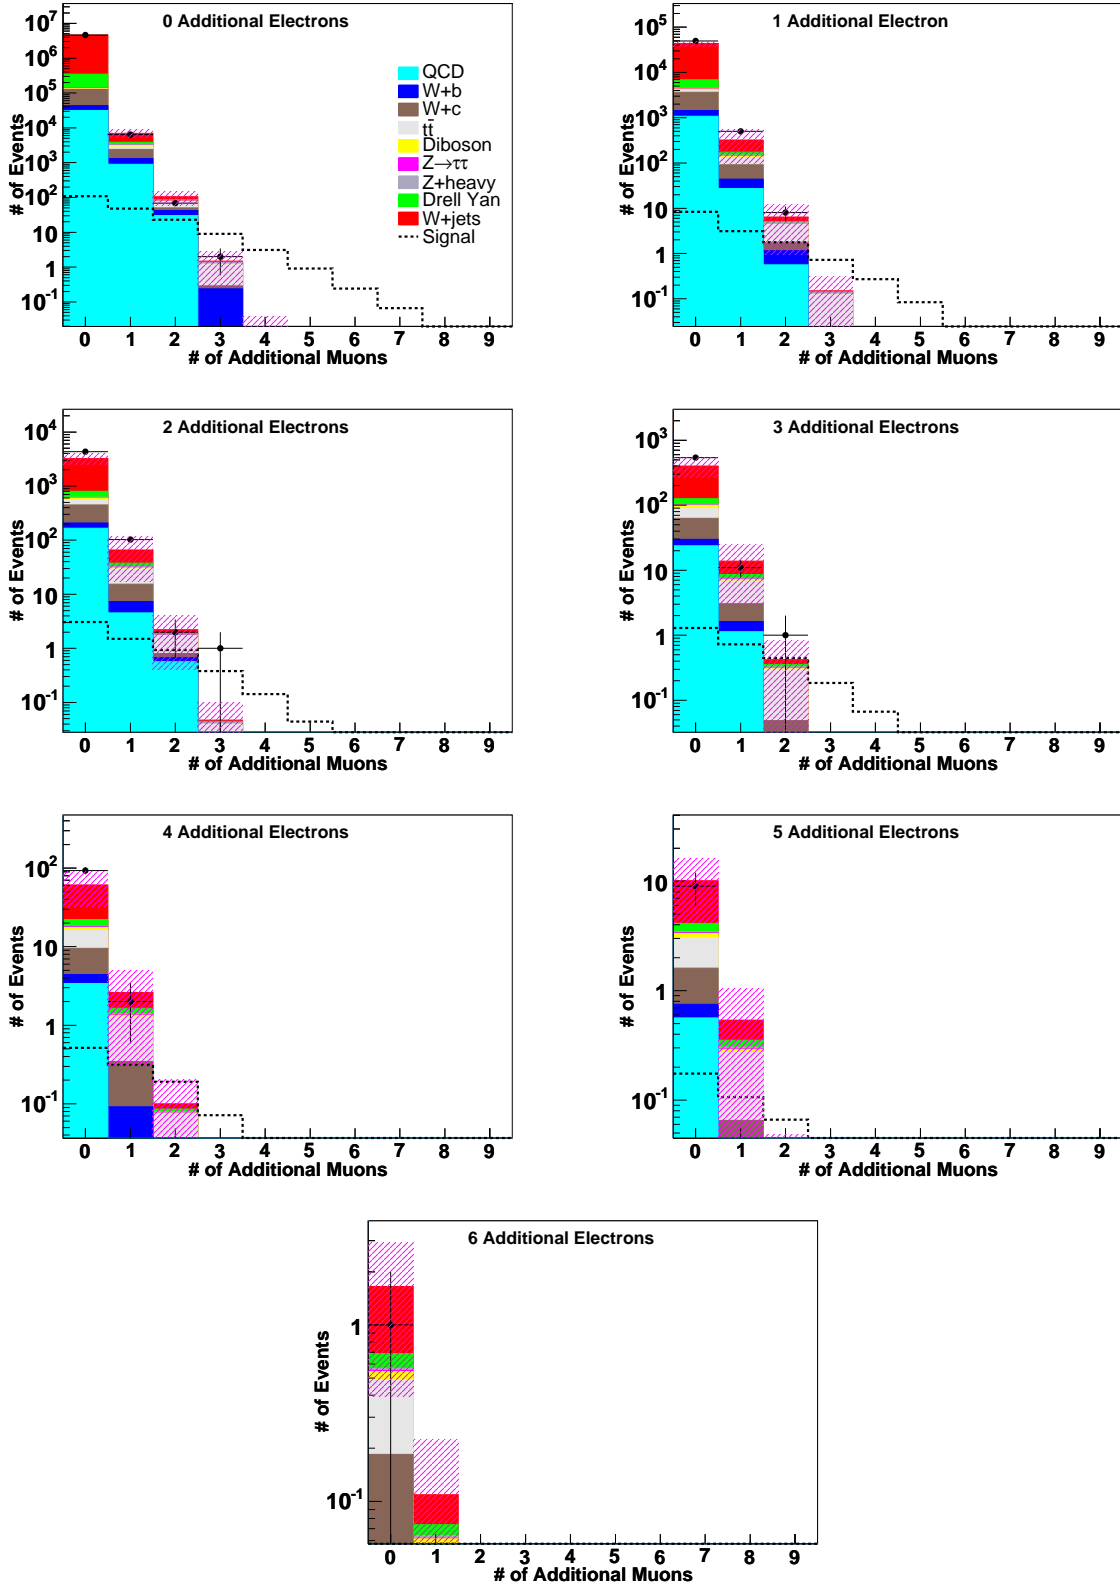 0 Additional Electrons
# of Events
10^7
10^6
10^5
10^4
10^3
10^2
10
1
10^-1
QCD
W+b
W+c
tt̄
Diboson
Z→ττ
Z+heavy
Drell Yan
W+jets
Signal
0 1 2 3 4 5 6 7 8 9
# of Additional Muons
1 Additional Electron
# of Events
10^5
10^4
10^3
10^2
10
1
10^-1
0 1 2 3 4 5 6 7 8 9
# of Additional Muons
2 Additional Electrons
# of Events
10^4
10^3
10^2
10
1
10^-1
0 1 2 3 4 5 6 7 8 9
# of Additional Muons
3 Additional Electrons
# of Events
10^3
10^2
10
1
10^-1
0 1 2 3 4 5 6 7 8 9
# of Additional Muons
4 Additional Electrons
# of Events
10^2
10
1
10^-1
0 1 2 3 4 5 6 7 8 9
# of Additional Muons
5 Additional Electrons
# of Events
10
1
10^-1
0 1 2 3 4 5 6 7 8 9
# of Additional Muons
6 Additional Electrons
# of Events
1
10^-1
0 1 2 3 4 5 6 7 8 9
# of Additional Muons